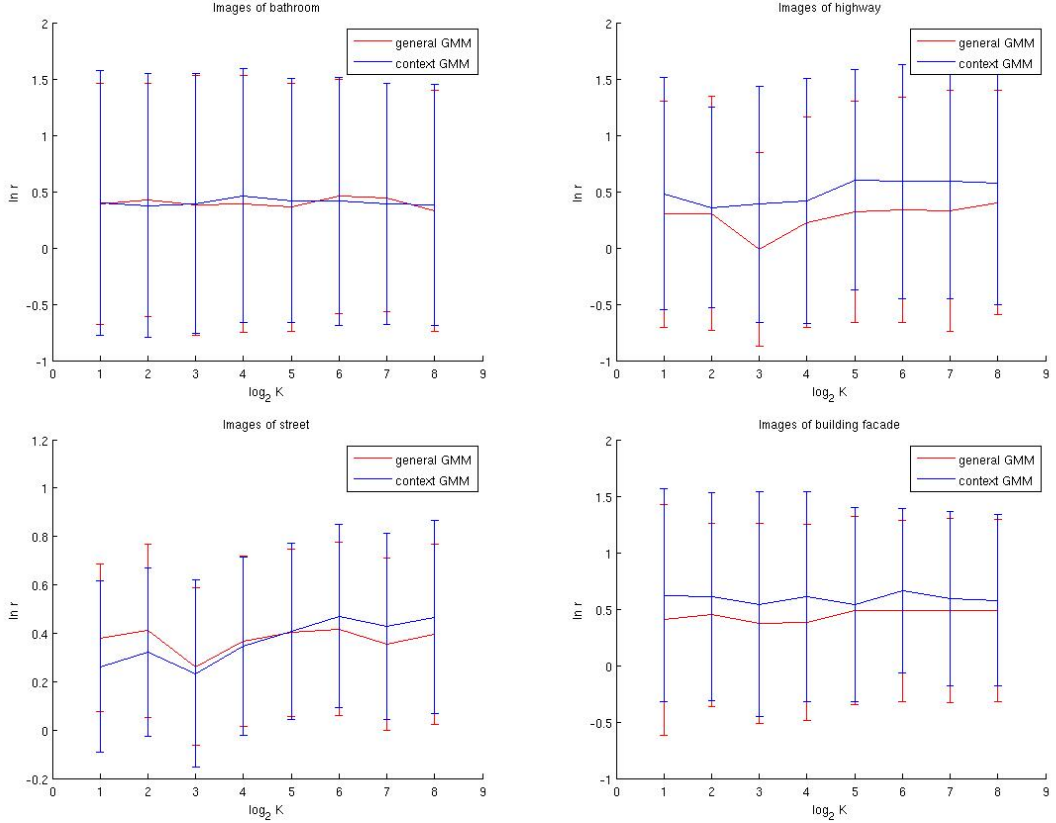 Images of bathroom
2
1.5
1
0.5
0
-0.5
-1
ln r
general GMM
context GMM
0 1 2 3 4 5 6 7 8 9
log2 K
Images of highway
2
1.5
1
0.5
0
-0.5
-1
ln r
general GMM
context GMM
0 1 2 3 4 5 6 7 8 9
log2 K
Images of street
1.2
1
0.8
0.6
0.4
0.2
0
-0.2
ln r
general GMM
context GMM
0 1 2 3 4 5 6 7 8 9
log2 K
Images of building facade
2
1.5
1
0.5
0
-0.5
-1
ln r
general GMM
context GMM
0 1 2 3 4 5 6 7 8 9
log2 K